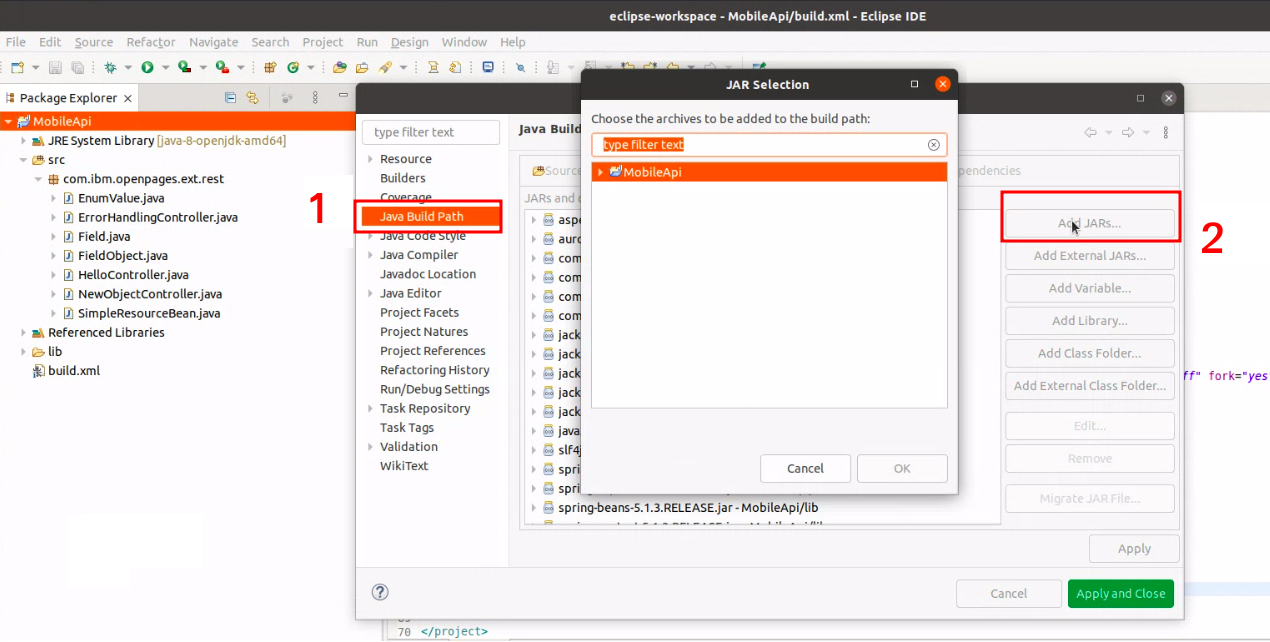 eclipse-workspace - MobileApi/build.xml - Eclipse IDE
File Edit Source Refactor Navigate Search Project Run Design Window Help
Package Explorer
MobileApi
JRE System Library [java-8-openjdk-amd64]
src
com.ibm.openpages.ext.rest
EnumValue.java
ErrorHandlingController.java
Field.java
FieldObject.java
HelloController.java
NewObjectController.java
SimpleResourceBean.java
Referenced Libraries
lib
build.xml
1
type filter text
Resource
Builders
Coverage
Java Build Path
Java Code Style
Java Compiler
Javadoc Location
Java Editor
Project Facets
Project Natures
Project References
Refactoring History
Run/Debug Settings
Task Repository
Task Tags
Validation
WikiText
Java Build
Source
pendencies
JARs and c
aspe
auro
com
com
com
com
jack
jack
jack
jack
jack
java
slf4j
spri
spri
spring-beans-5.1.3.RELEASE.jar - MobileApi/lib
JAR Selection
Choose the archives to be added to the build path:
type filter text
MobileApi
Cancel OK
Add JARs...
2
Add External JARs...
Add Variable...
Add Library...
Add Class Folder...
Add External Class Folder...
Edit...
Remove
Migrate JAR File...
Apply
Cancel Apply and Close
ff" fork="yes
70 </project>